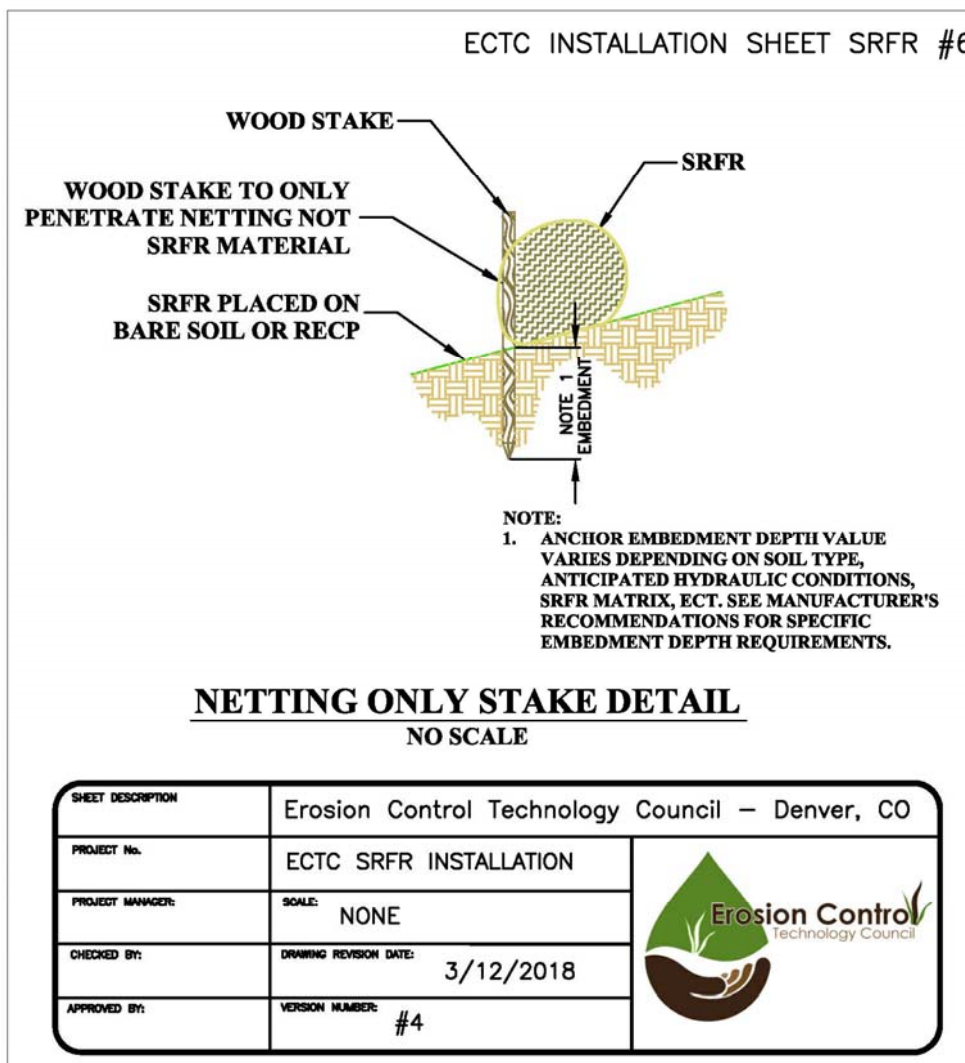 ECTC INSTALLATION SHEET SRFR #6
WOOD STAKE
SRFR
WOOD STAKE TO ONLY
PENETRATE NETTING NOT
SRFR MATERIAL
SRFR PLACED ON
BARE SOIL OR RECP
NOTE 1
EMBEDMENT
NOTE:
1. ANCHOR EMBEDMENT DEPTH VALUE
VARIES DEPENDING ON SOIL TYPE,
ANTICIPATED HYDRAULIC CONDITIONS,
SRFR MATRIX, ECT. SEE MANUFACTURER'S
RECOMMENDATIONS FOR SPECIFIC
EMBEDMENT DEPTH REQUIREMENTS.
NETTING ONLY STAKE DETAIL
NO SCALE
SHEET DESCRIPTION
Erosion Control Technology Council – Denver, CO
PROJECT No.
ECTC SRFR INSTALLATION
PROJECT MANAGER:
SCALE:
NONE
CHECKED BY:
DRAWING REVISION DATE:
3/12/2018
APPROVED BY:
VERSION NUMBER:
#4
Erosion Control
Technology Council